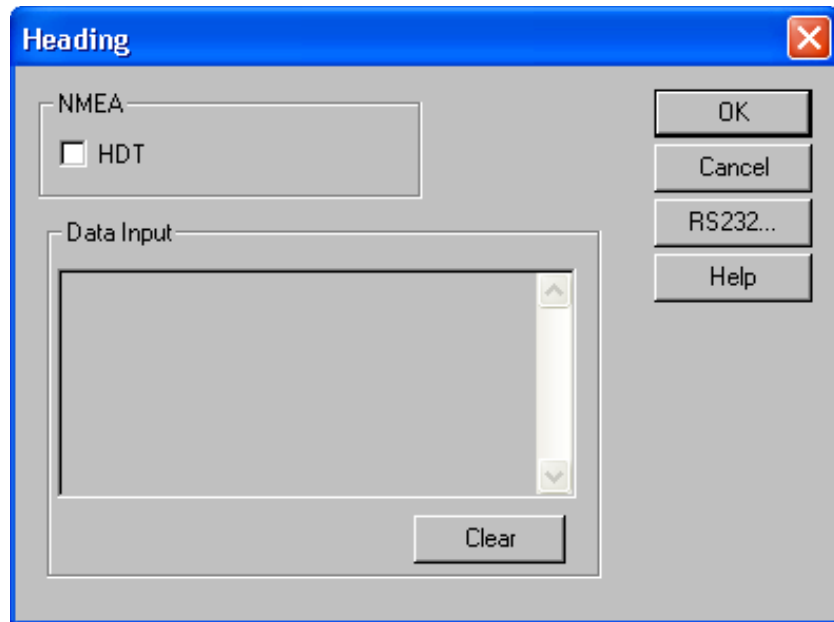 Heading
NMEA
HDT
OK
Cancel
RS232...
Help
Data Input
Clear